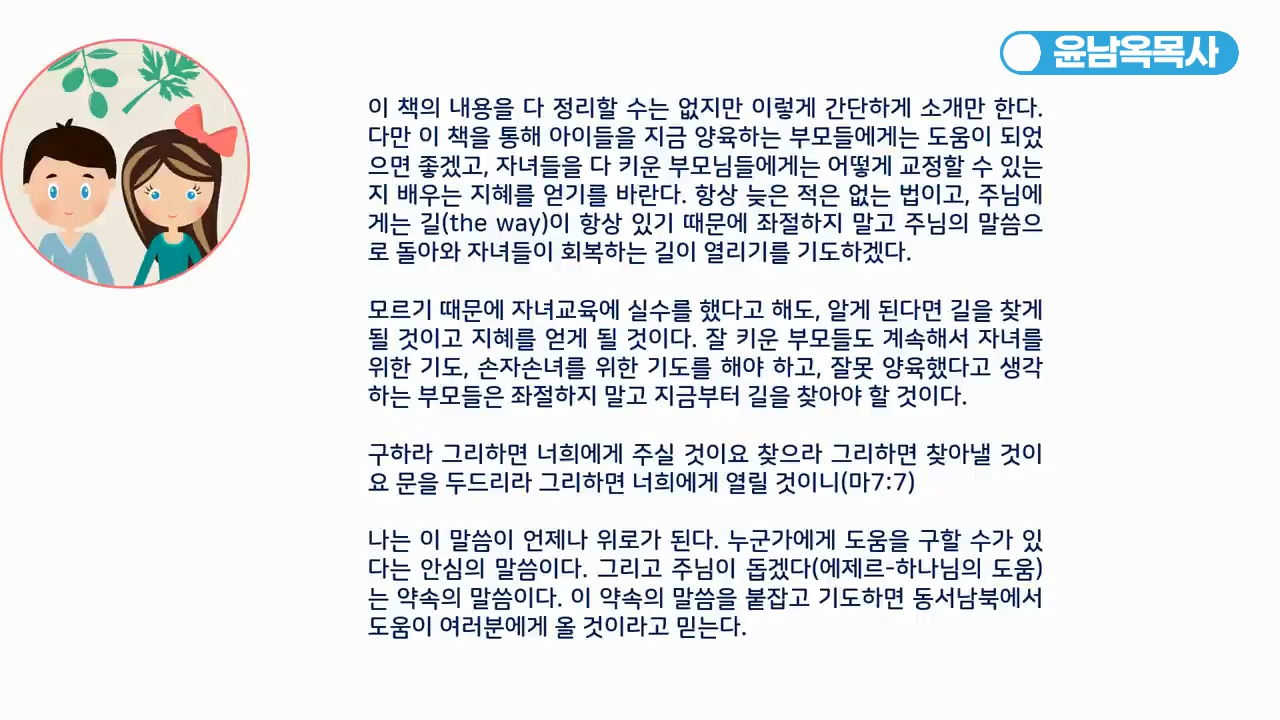 윤남옥목사
이 책의 내용을 다 정리할 수는 없지만 이렇게 간단하게 소개만 한다.
다만 이 책을 통해 아이들을 지금 양육하는 부모들에게는 도움이 되었
으면 좋겠고, 자녀들을 다 키운 부모님들에게는 어떻게 교정할 수 있는
지 배우는 지혜를 얻기를 바란다. 항상 늦은 적은 없는 법이고, 주님에
게는 길(the way)이 항상 있기 때문에 좌절하지 말고 주님의 말씀으
로 돌아와 자녀들이 회복하는 길이 열리기를 기도하겠다.
모르기 때문에 자녀교육에 실수를 했다고 해도, 알게 된다면 길을 찾게
될 것이고 지혜를 얻게 될 것이다. 잘 키운 부모들도 계속해서 자녀를
위한 기도, 손자손녀를 위한 기도를 해야 하고, 잘못 양육했다고 생각
하는 부모들은 좌절하지 말고 지금부터 길을 찾아야 할 것이다.
구하라 그리하면 너희에게 주실 것이요 찾으라 그리하면 찾아낼 것이
요 문을 두드리라 그리하면 너희에게 열릴 것이니(마7:7)
나는 이 말씀이 언제나 위로가 된다. 누군가에게 도움을 구할 수가 있
다는 안심의 말씀이다. 그리고 주님이 돕겠다(에제르-하나님의 도움)
는 약속의 말씀이다. 이 약속의 말씀을 붙잡고 기도하면 동서남북에서
도움이 여러분에게 올 것이라고 믿는다.